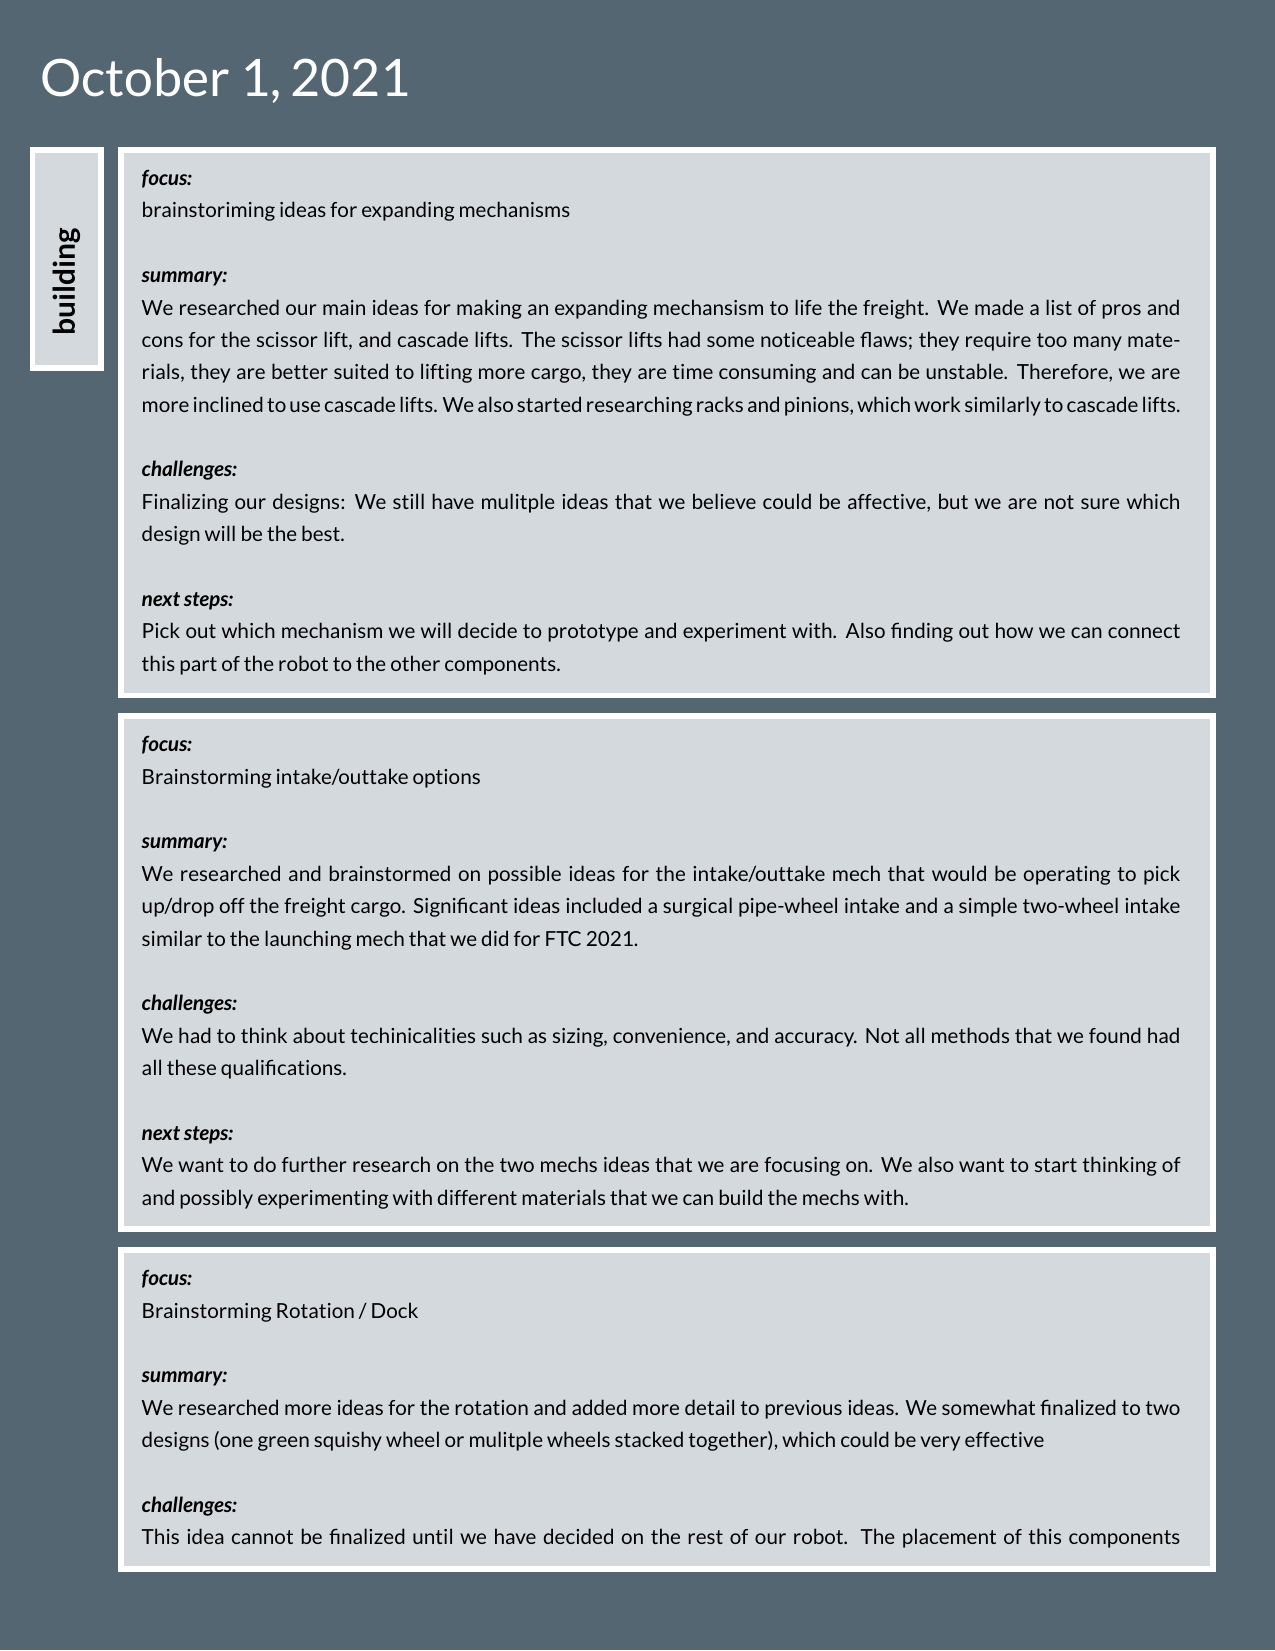 October 1, 2021
building
focus:
brainstoriming ideas for expanding mechanisms
summary:
We researched our main ideas for making an expanding mechansism to life the freight. We made a list of pros and
cons for the scissor lift, and cascade lifts. The scissor lifts had some noticeable flaws; they require too many mate-
rials, they are better suited to lifting more cargo, they are time consuming and can be unstable. Therefore, we are
more inclined to use cascade lifts. We also started researching racks and pinions, which work similarly to cascade lifts.
challenges:
Finalizing our designs: We still have mulitple ideas that we believe could be affective, but we are not sure which
design will be the best.
next steps:
Pick out which mechanism we will decide to prototype and experiment with. Also finding out how we can connect
this part of the robot to the other components.
focus:
Brainstorming intake/outtake options
summary:
We researched and brainstormed on possible ideas for the intake/outtake mech that would be operating to pick
up/drop off the freight cargo. Significant ideas included a surgical pipe-wheel intake and a simple two-wheel intake
similar to the launching mech that we did for FTC 2021.
challenges:
We had to think about techinicalities such as sizing, convenience, and accuracy. Not all methods that we found had
all these qualifications.
next steps:
We want to do further research on the two mechs ideas that we are focusing on. We also want to start thinking of
and possibly experimenting with different materials that we can build the mechs with.
focus:
Brainstorming Rotation / Dock
summary:
We researched more ideas for the rotation and added more detail to previous ideas. We somewhat finalized to two
designs (one green squishy wheel or mulitple wheels stacked together), which could be very effective
challenges:
This idea cannot be finalized until we have decided on the rest of our robot. The placement of this components